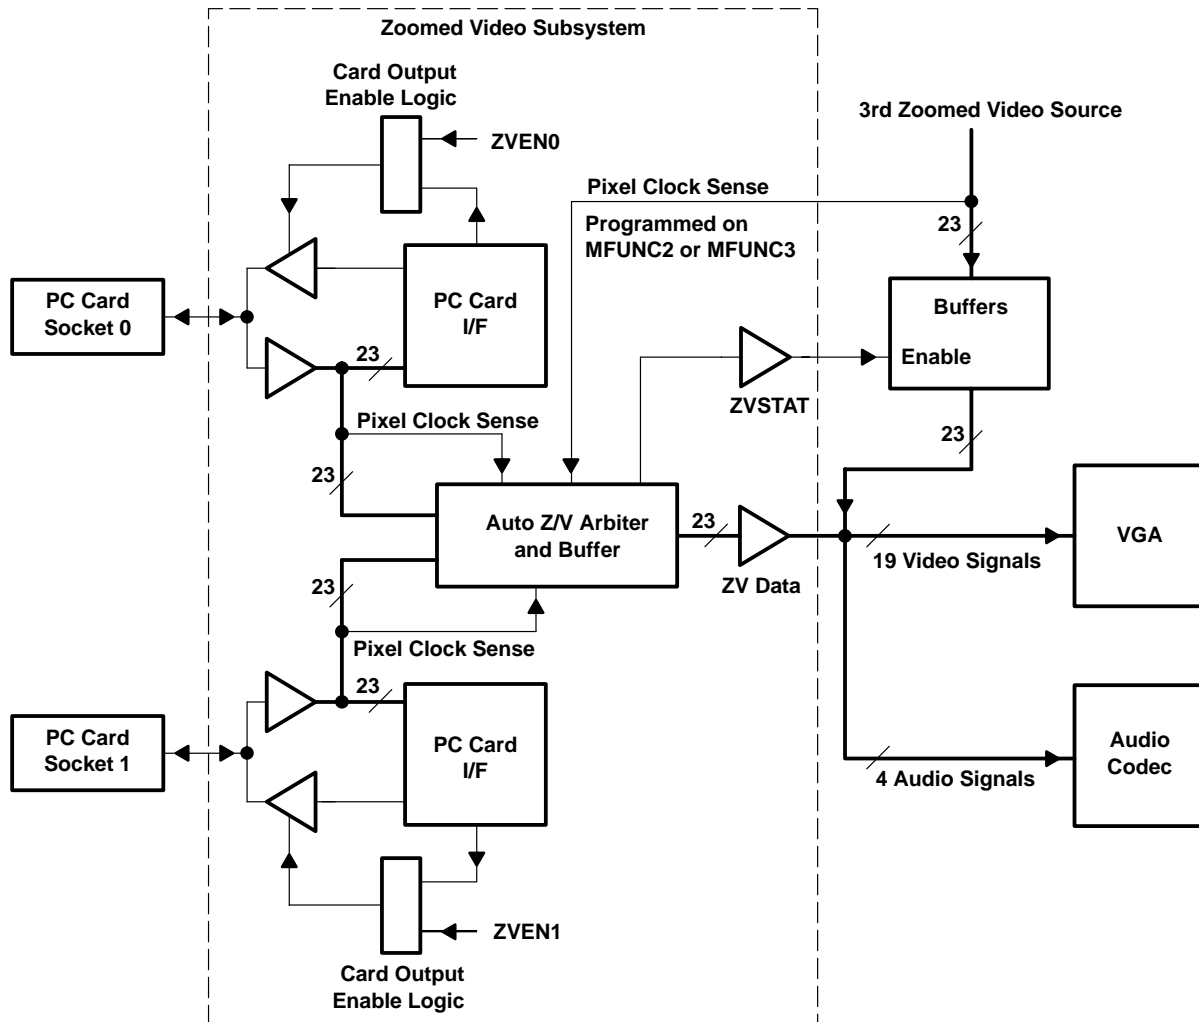 Zoomed Video Subsystem
Card Output
Enable Logic
ZVEN0
3rd Zoomed Video Source
Pixel Clock Sense
Programmed on
MFUNC2 or MFUNC3
23
PC Card
Socket 0
PC Card
I/F
Buffers
Enable
23
ZVSTAT
Pixel Clock Sense
23
23
Auto Z/V Arbiter
and Buffer
23
ZV Data
19 Video Signals
VGA
23
Pixel Clock Sense
23
PC Card
Socket 1
PC Card
I/F
4 Audio Signals
Audio
Codec
ZVEN1
Card Output
Enable Logic